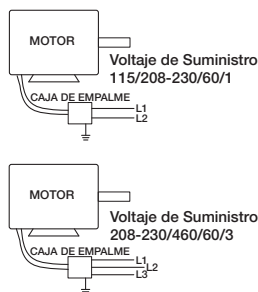 MOTOR
Voltaje de Suministro
115/208-230/60/1
CAJA DE EMPALME
L1
L2
MOTOR
Voltaje de Suministro
208-230/460/60/3
CAJA DE EMPALME
L1
L2
L3